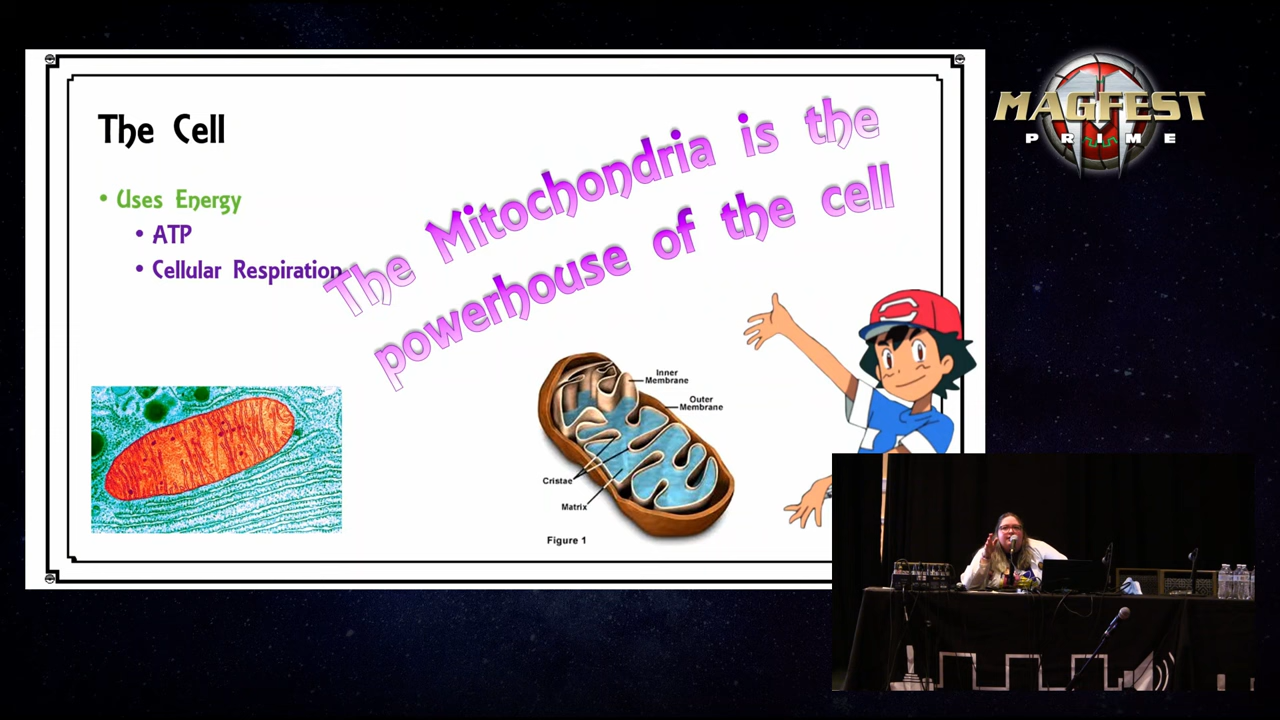 The Cell
• Uses Energy
• ATP
• Cellular Respiration
The Mitochondria is the
powerhouse of the cell
Inner
Membrane
Outer
Membrane
Cristae
Matrix
Figure 1
MAGFEST
PRIME